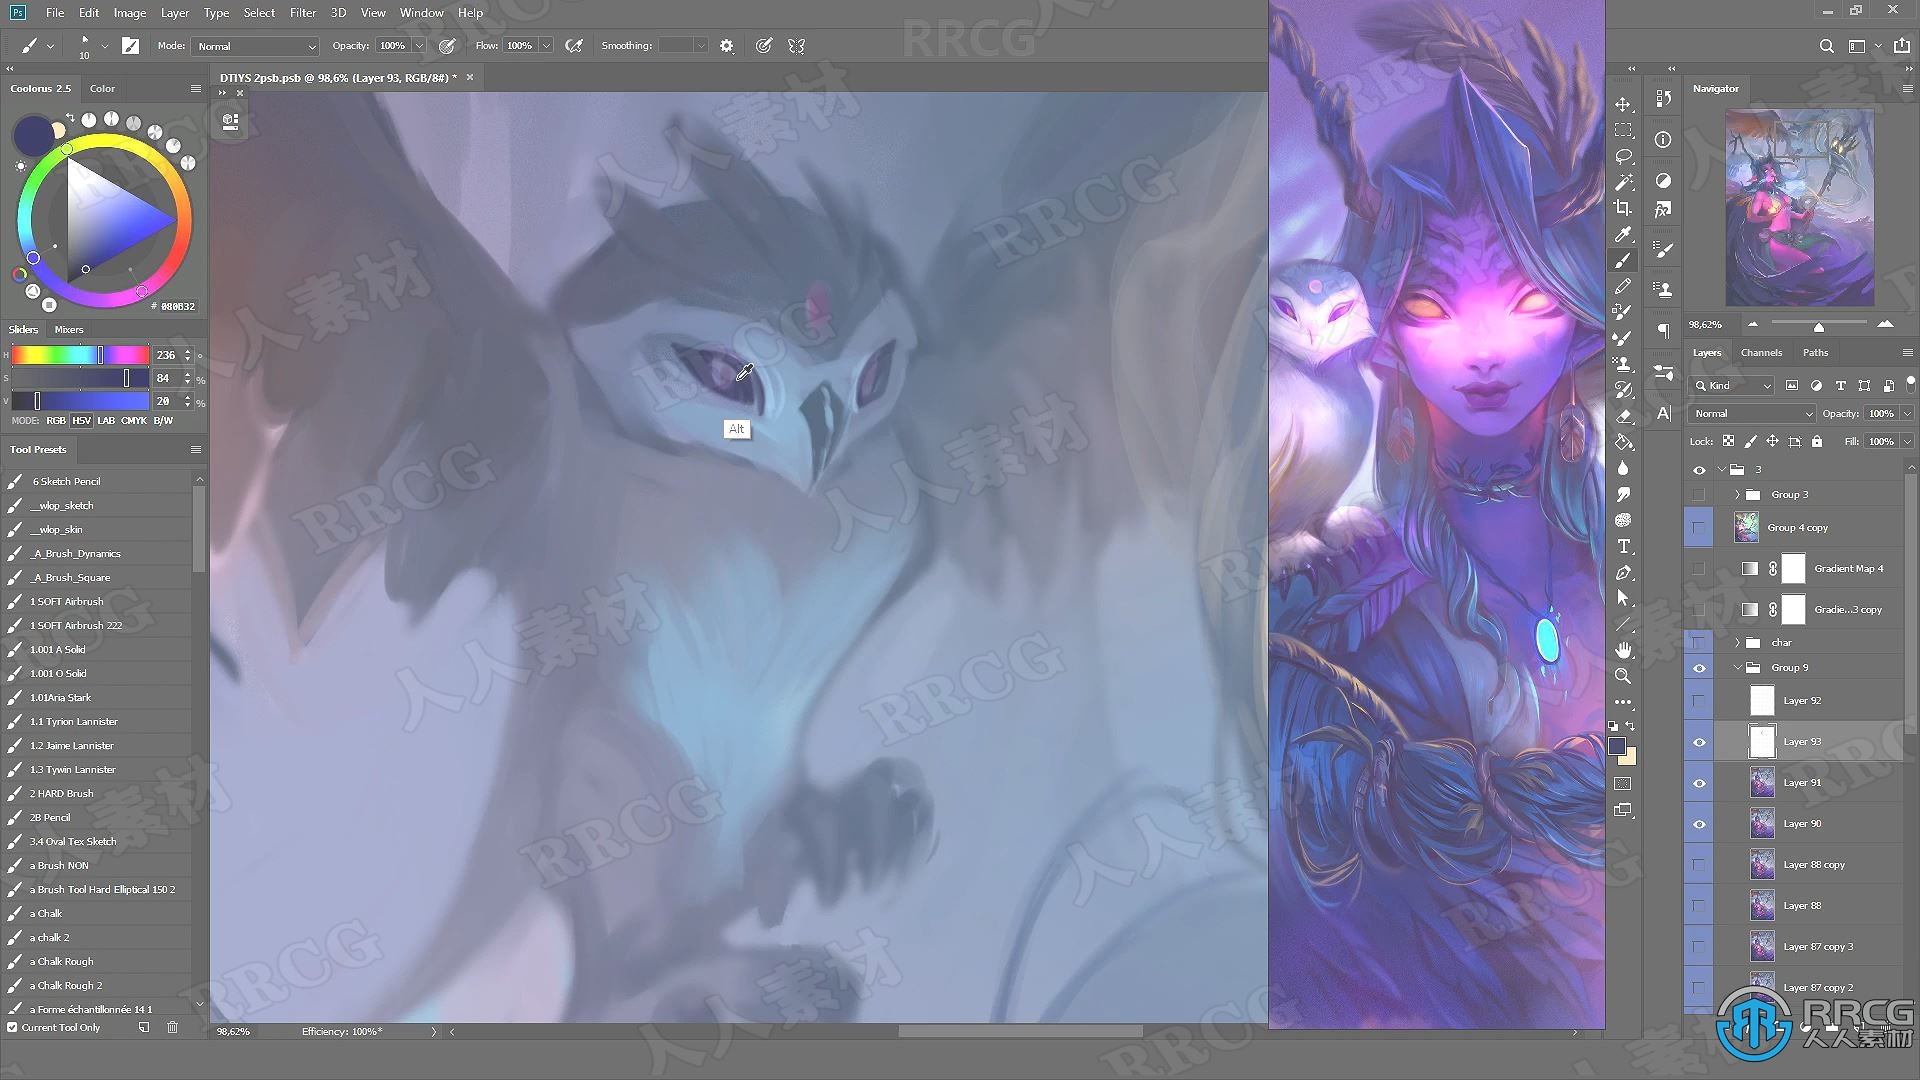 Ps File Edit Image Layer Type Select Filter 3D View Window Help
10 Mode: Normal Opacity: 100% Flow: 100% Smoothing:
Coolorus 2.5 Color
DTIYS 2psb.psb @ 98,6% (Layer 93, RGB/8#) * ×
# 080B32
Sliders Mixers
H 236 °
S 84 %
V 20 %
MODE: RGB HSV LAB CMYK B/W
Tool Presets
6 Sketch Pencil
__wlop_sketch
__wlop_skin
_A_Brush_Dynamics
_A_Brush_Square
1 SOFT Airbrush
1 SOFT Airbrush 222
1.001 A Solid
1.001 O Solid
1.01Aria Stark
1.1 Tyrion Lannister
1.2 Jaime Lannister
1.3 Tywin Lannister
2 HARD Brush
2B Pencil
3.4 Oval Tex Sketch
a Brush NON
a Brush Tool Hard Elliptical 150 2
a Chalk
a chalk 2
a Chalk Rough
a Chalk Rough 2
a Forme échantillonnée 14 1
Current Tool Only
Alt
98,62% Efficiency: 100%*
Navigator
98,62%
Layers Channels Paths
Kind
Normal Opacity: 100%
Lock: Fill: 100%
3
Group 3
Group 4 copy
Gradient Map 4
Gradie...3 copy
char
Group 9
Layer 92
Layer 93
Layer 91
Layer 90
Layer 88 copy
Layer 88
Layer 87 copy 3
Layer 87 copy 2
RRCG
人人素材